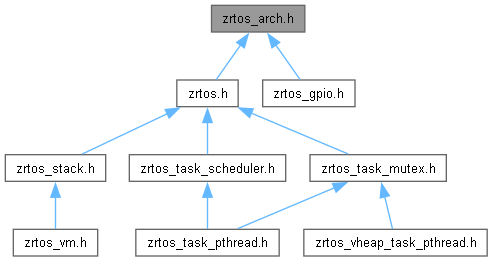 zrtos_arch.h
zrtos.h
zrtos_gpio.h
zrtos_stack.h
zrtos_task_scheduler.h
zrtos_task_mutex.h
zrtos_vm.h
zrtos_task_pthread.h
zrtos_vheap_task_pthread.h